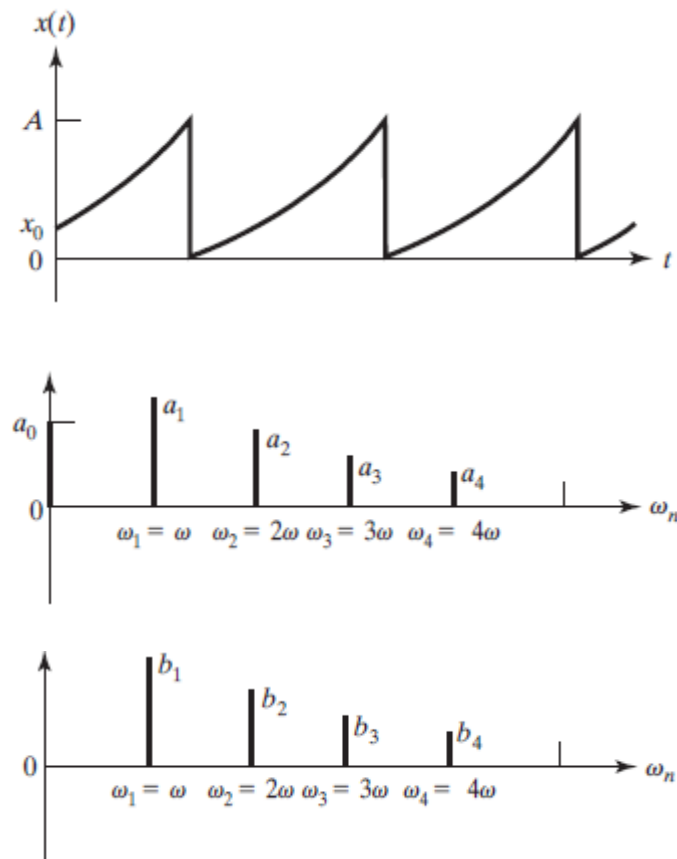 x(t)
A
x₀
0
t
a₀
a₁
a₂
a₃
a₄
0
ωₙ
ω₁ = ω ω₂ = 2ω ω₃ = 3ω ω₄ = 4ω
b₁
b₂
b₃
b₄
0
ωₙ
ω₁ = ω ω₂ = 2ω ω₃ = 3ω ω₄ = 4ω